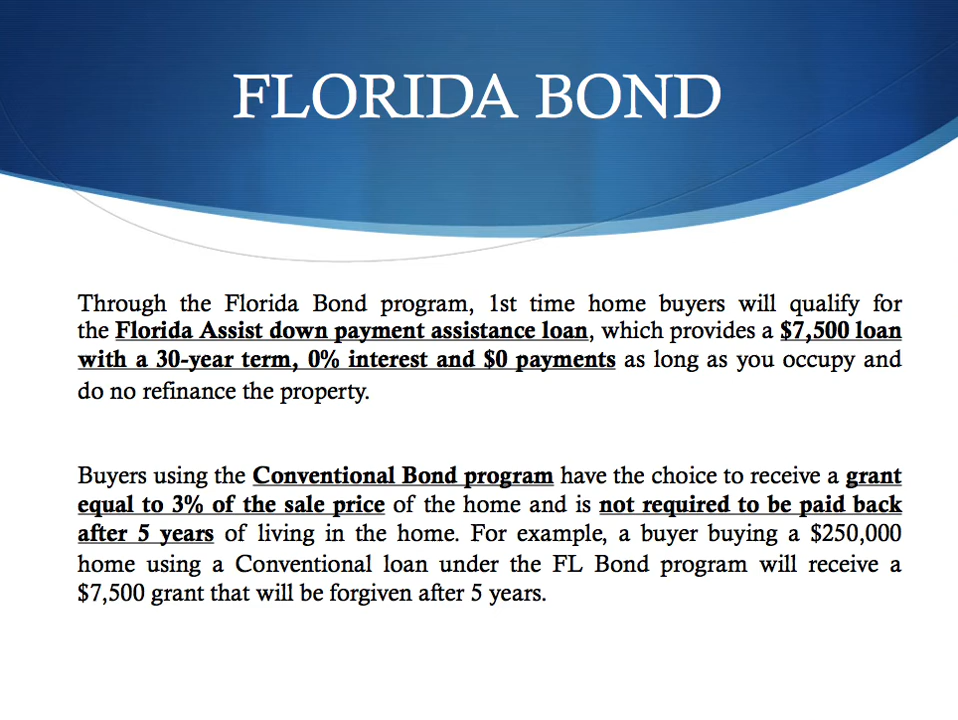 FLORIDA BOND
Through the Florida Bond program, 1st time home buyers will qualify for
the Florida Assist down payment assistance loan, which provides a $7,500 loan
with a 30-year term, 0% interest and $0 payments as long as you occupy and
do no refinance the property.
Buyers using the Conventional Bond program have the choice to receive a grant
equal to 3% of the sale price of the home and is not required to be paid back
after 5 years of living in the home. For example, a buyer buying a $250,000
home using a Conventional loan under the FL Bond program will receive a
$7,500 grant that will be forgiven after 5 years.